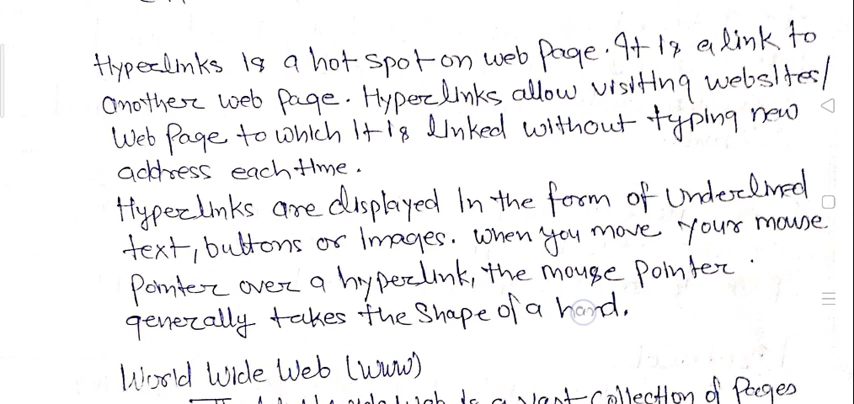 Hyperlinks is a hot spot on web page. It is a link to
another web page. Hyperlinks allow visiting websites/
web page to which it is linked without typing new
address each time.
Hyperlinks are displayed in the form of underlined
text, buttons or images. When you move your mouse
pointer over a hyperlink, the mouse pointer
generally takes the shape of a hand.
World Wide Web (www)
is a vast collection of pages